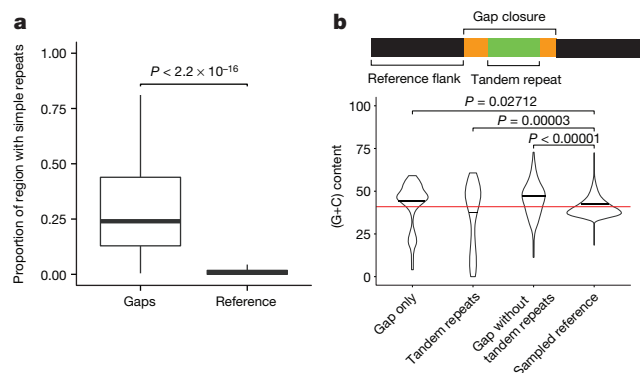 a
Proportion of region with simple repeats
1.00
0.75
0.50
0.25
0.00
P < 2.2 × 10⁻¹⁶
Gaps
Reference
b
Gap closure
Reference flank
Tandem repeat
(G+C) content
100
75
50
25
0
P = 0.02712
P = 0.00003
P < 0.00001
Gap only
Tandem repeats
Gap without
tandem repeats
Sampled reference